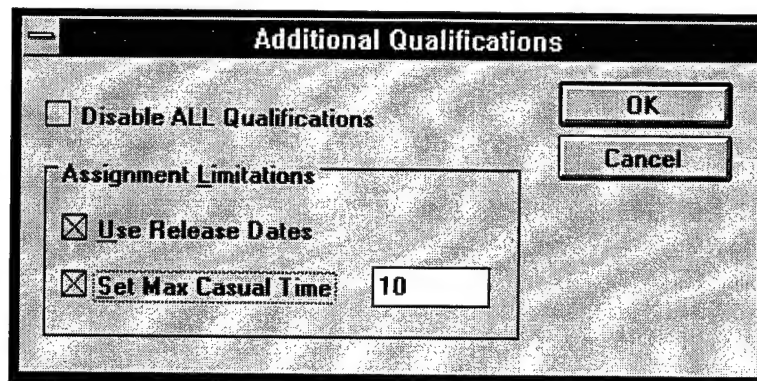 Additional Qualifications
Disable ALL Qualifications
OK
Cancel
Assignment Limitations
Use Release Dates
Set Max Casual Time
10